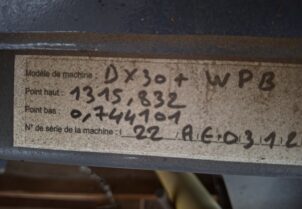 Modèle de machine : DX30+ WPB
Point haut : 1315,832
Point bas : 0,744101
N° de série de la machine : 22 AE0312